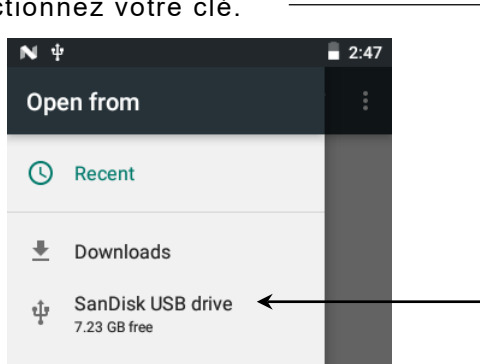 ctionnez votre clé.
2:47
Open from
Recent
Downloads
SanDisk USB drive
7.23 GB free